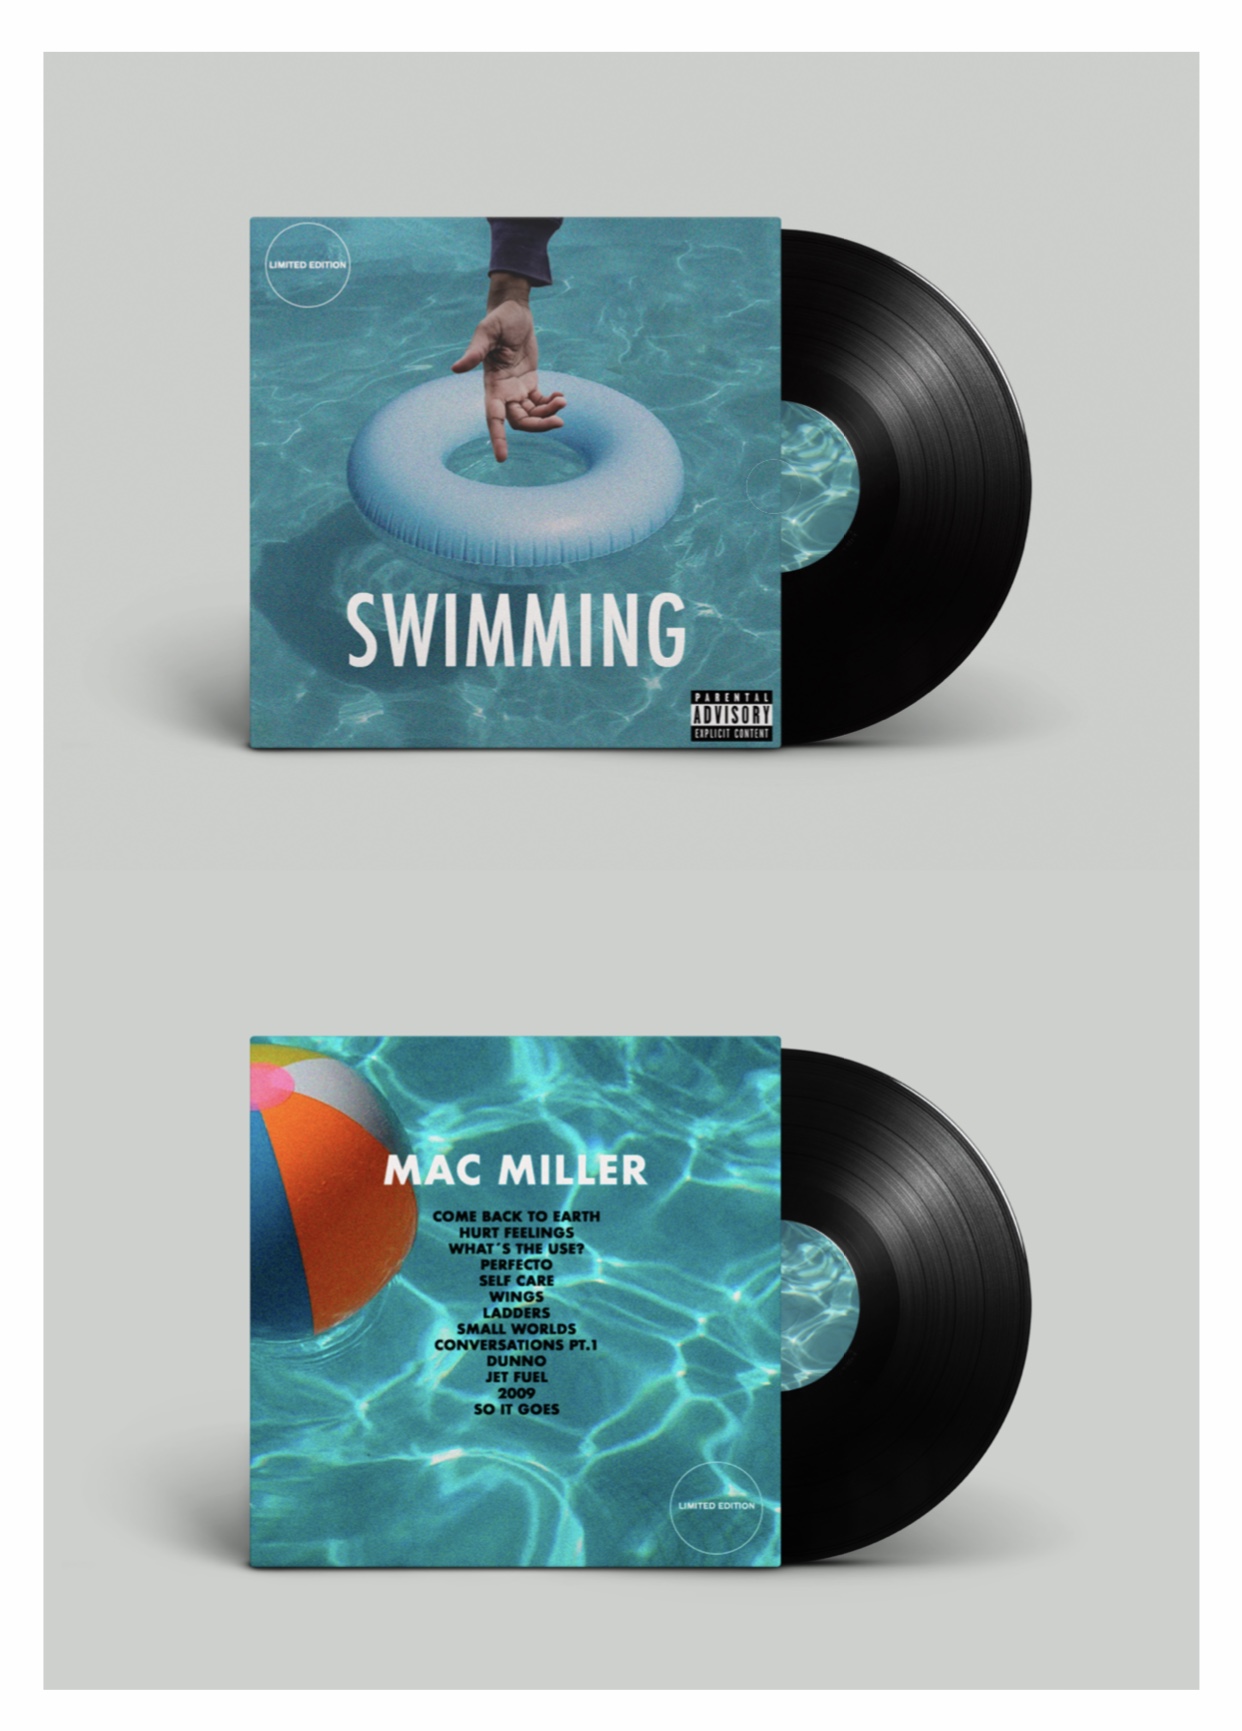 LIMITED EDITION
SWIMMING
PARENTAL
ADVISORY
EXPLICIT CONTENT
MAC MILLER
COME BACK TO EARTH
HURT FEELINGS
WHAT´S THE USE?
PERFECTO
SELF CARE
WINGS
LADDERS
SMALL WORLDS
CONVERSATIONS PT.1
DUNNO
JET FUEL
2009
SO IT GOES
LIMITED EDITION